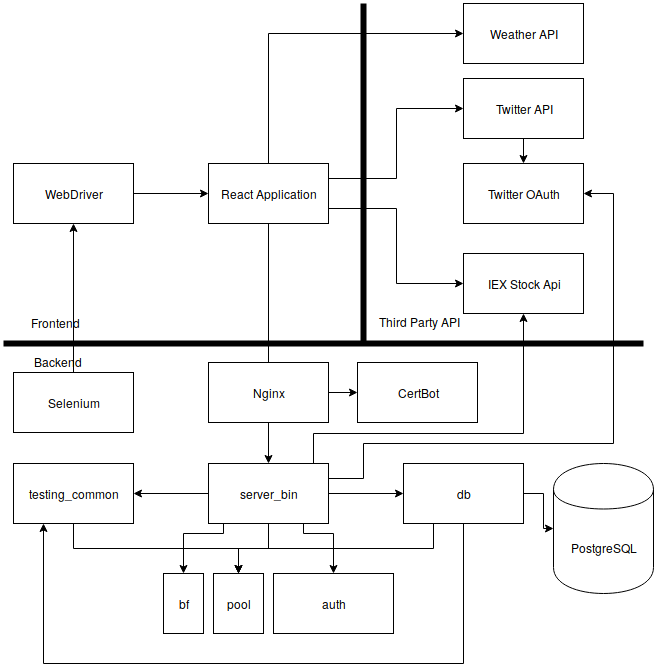 Weather API
Twitter API
WebDriver
React Application
Twitter OAuth
IEX Stock Api
Frontend
Third Party API
Backend
Selenium
Nginx
CertBot
testing_common
server_bin
db
PostgreSQL
bf
pool
auth